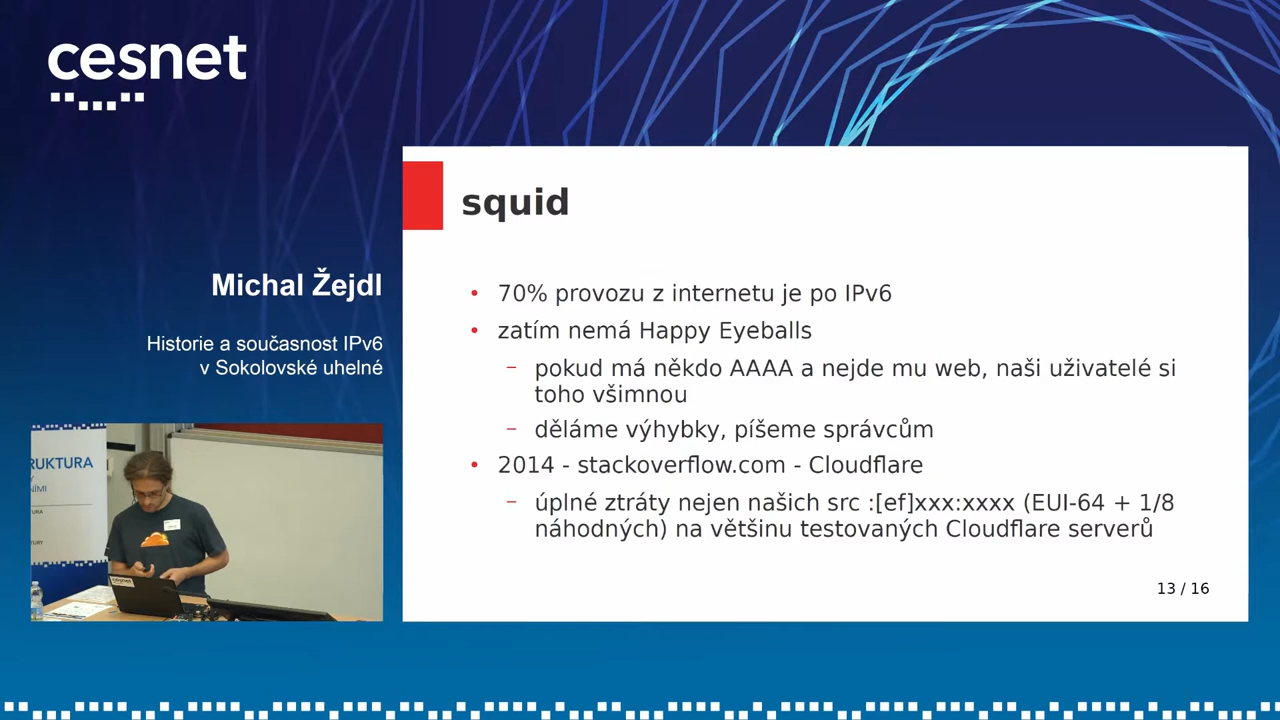 cesnet
Michal Žejdl
Historie a současnost IPv6
v Sokolovské uhelné
squid
• 70% provozu z internetu je po IPv6
• zatím nemá Happy Eyeballs
– pokud má někdo AAAA a nejde mu web, naši uživatelé si
toho všimnou
– děláme výhybky, píšeme správcům
• 2014 - stackoverflow.com - Cloudflare
– úplné ztráty nejen našich src :[ef]xxx:xxxx (EUI-64 + 1/8
náhodných) na většinu testovaných Cloudflare serverů
13 / 16
RUKTURA
cesnet